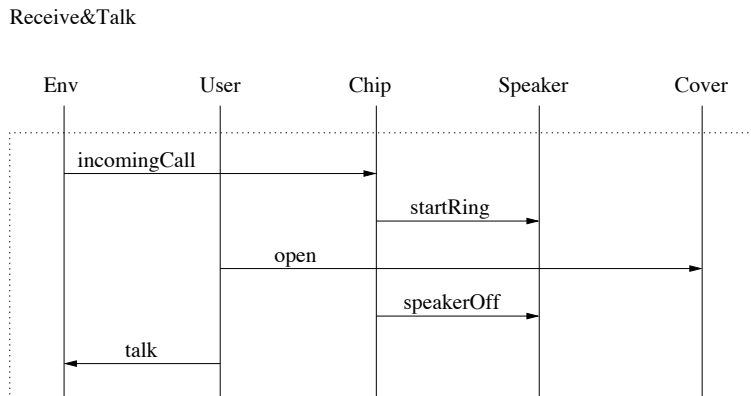 Receive&Talk
Env User Chip Speaker Cover
incomingCall
startRing
open
speakerOff
talk